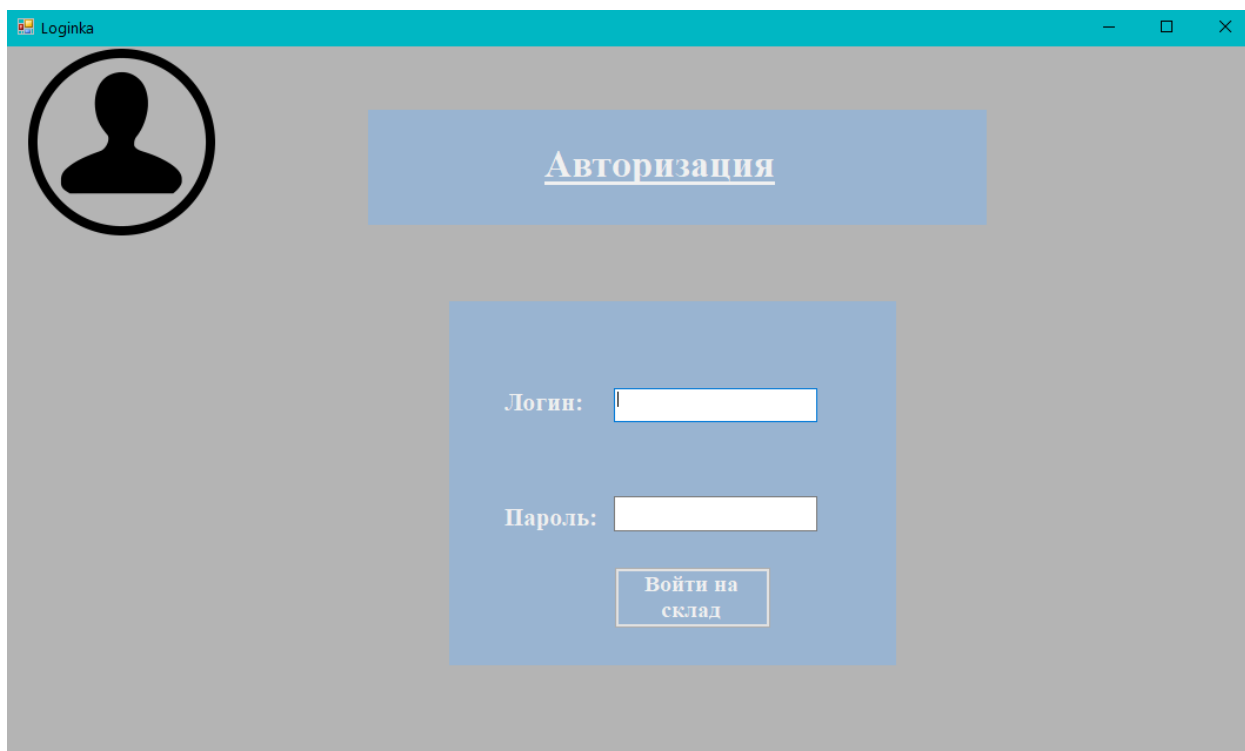 Loginka
Авторизация
Логин:
Пароль:
Войти на
склад